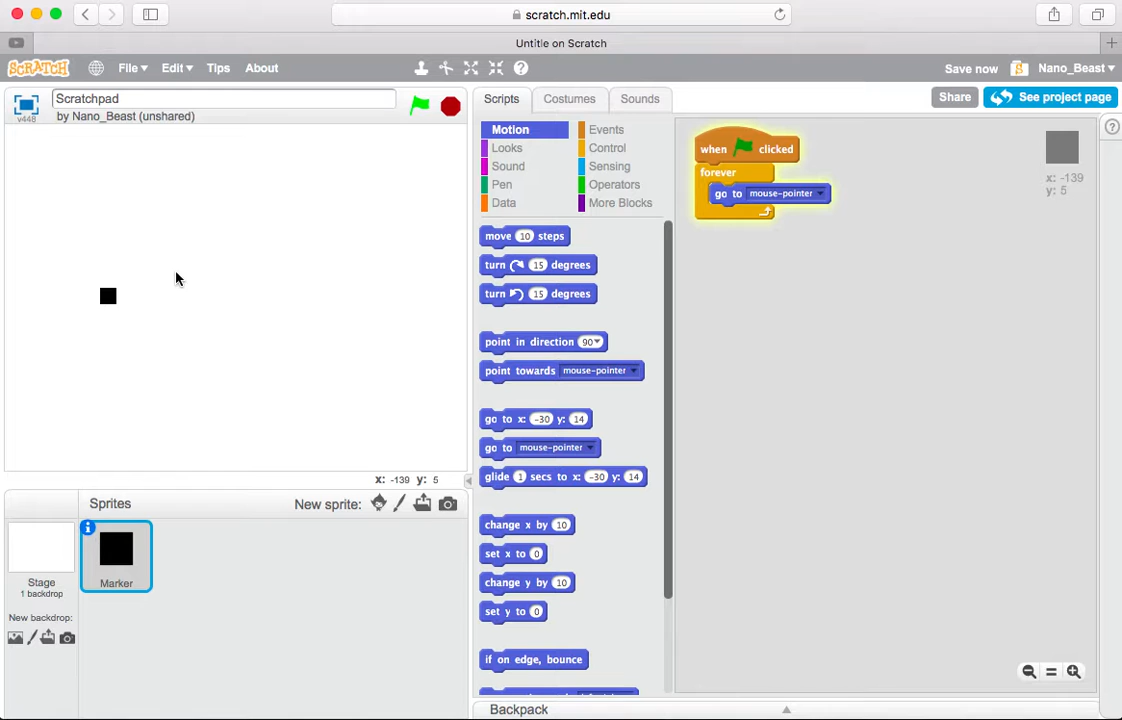 scratch.mit.edu
Untitle on Scratch
SCRATCH File Edit Tips About Save now Nano_Beast
Scratchpad
by Nano_Beast (unshared)
v448
Scripts Costumes Sounds
Share See project page
Motion Events
Looks Control
Sound Sensing
Pen Operators
Data More Blocks
move 10 steps
turn 15 degrees
turn 15 degrees
point in direction 90
point towards mouse-pointer
go to x: -30 y: 14
go to mouse-pointer
glide 1 secs to x: -30 y: 14
change x by 10
set x to 0
change y by 10
set y to 0
if on edge, bounce
when clicked
forever
go to mouse-pointer
x: -139
y: 5
x: -139 y: 5
Sprites New sprite:
Stage
1 backdrop
New backdrop:
Marker
Backpack